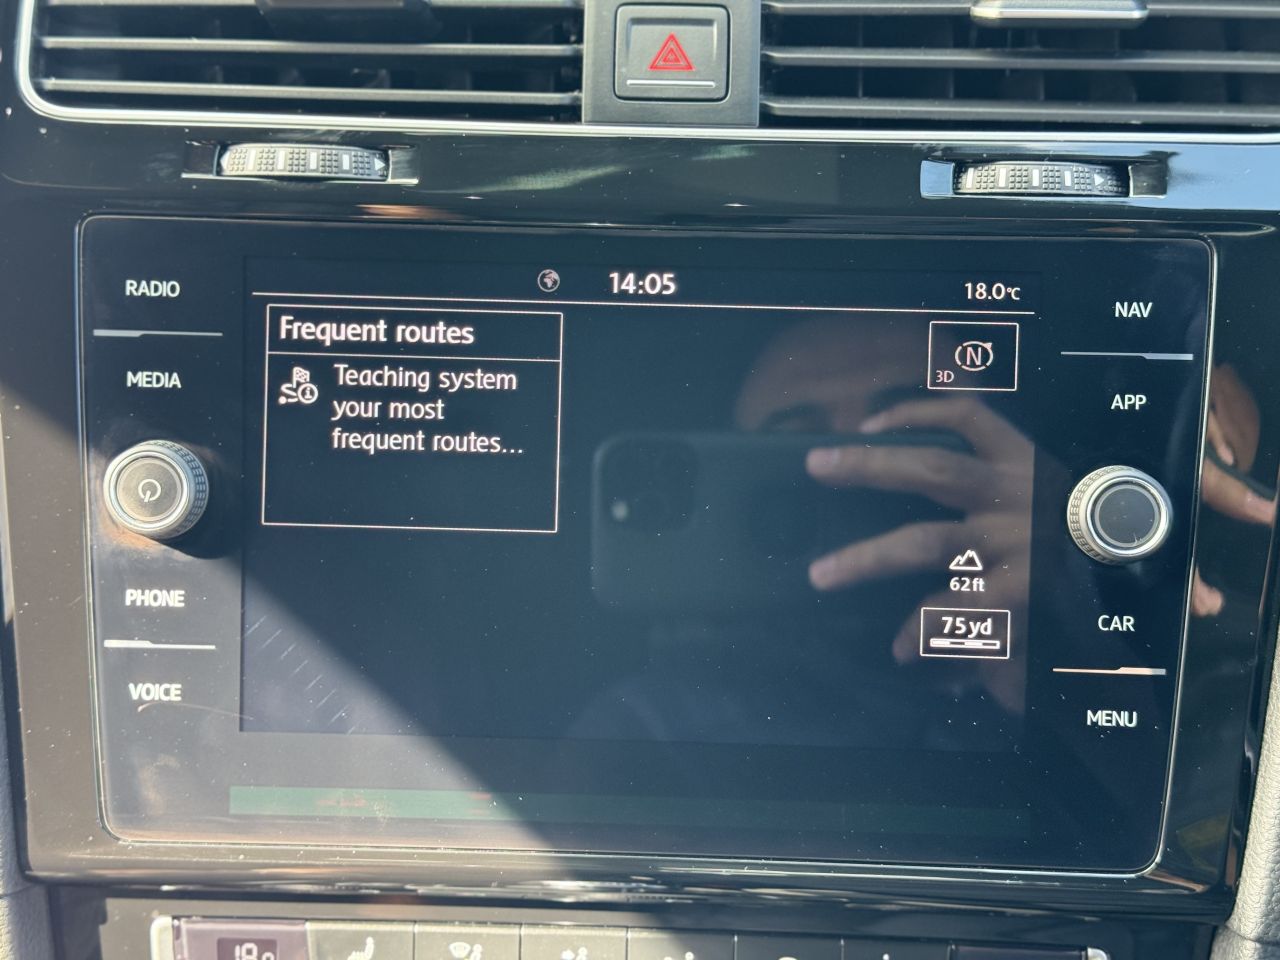 14:05
18.0°C
RADIO
MEDIA
PHONE
VOICE
Frequent routes
Teaching system
your most
frequent routes...
N
3D
62ft
75yd
NAV
APP
CAR
MENU